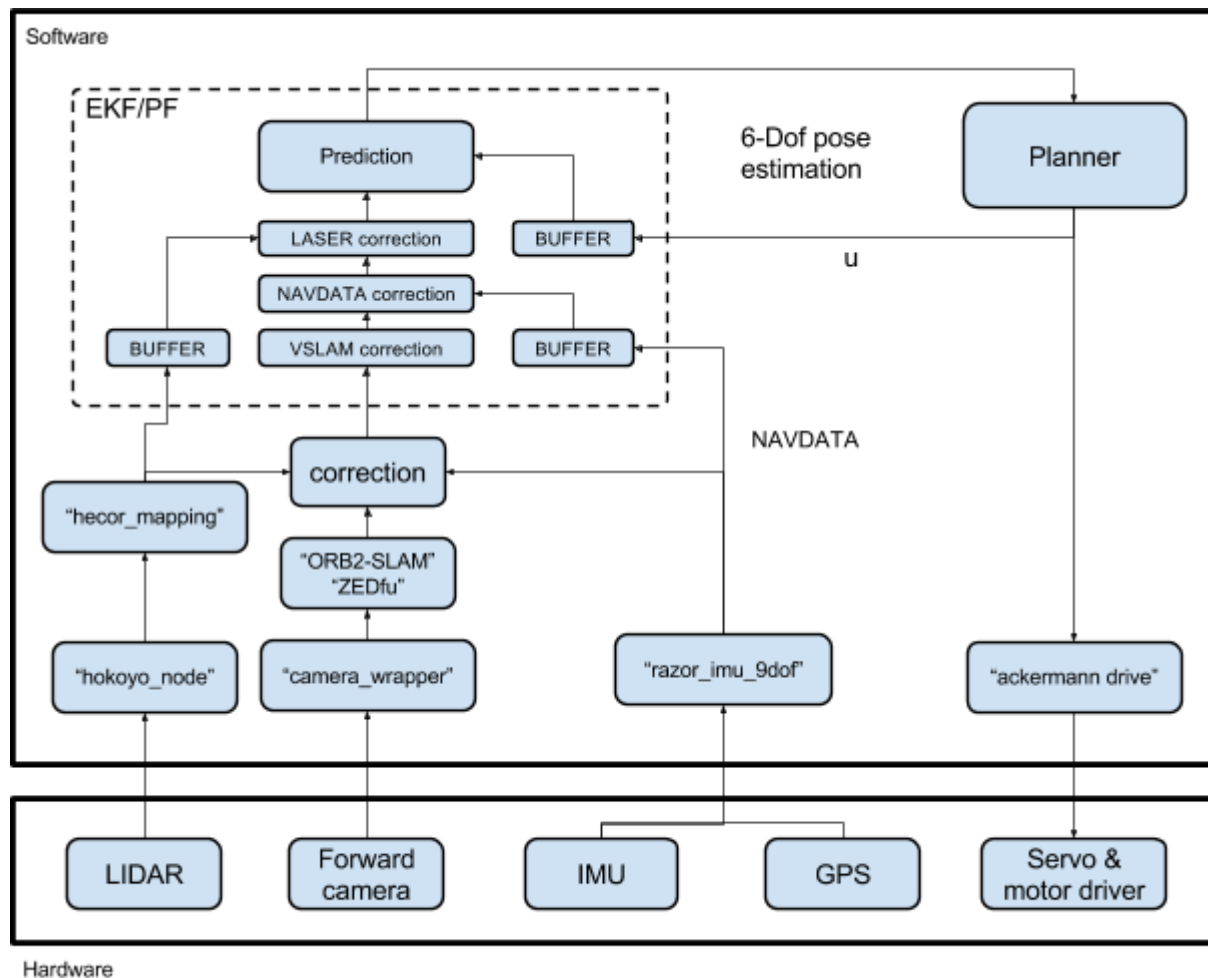 Software
EKF/PF
Prediction
6-Dof pose
estimation
Planner
LASER correction
BUFFER
u
NAVDATA correction
BUFFER
VSLAM correction
BUFFER
NAVDATA
correction
“hecor_mapping”
“ORB2-SLAM”
“ZEDfu”
“hokoyo_node”
“camera_wrapper”
“razor_imu_9dof”
“ackermann drive”
LIDAR
Forward
camera
IMU
GPS
Servo &
motor driver
Hardware